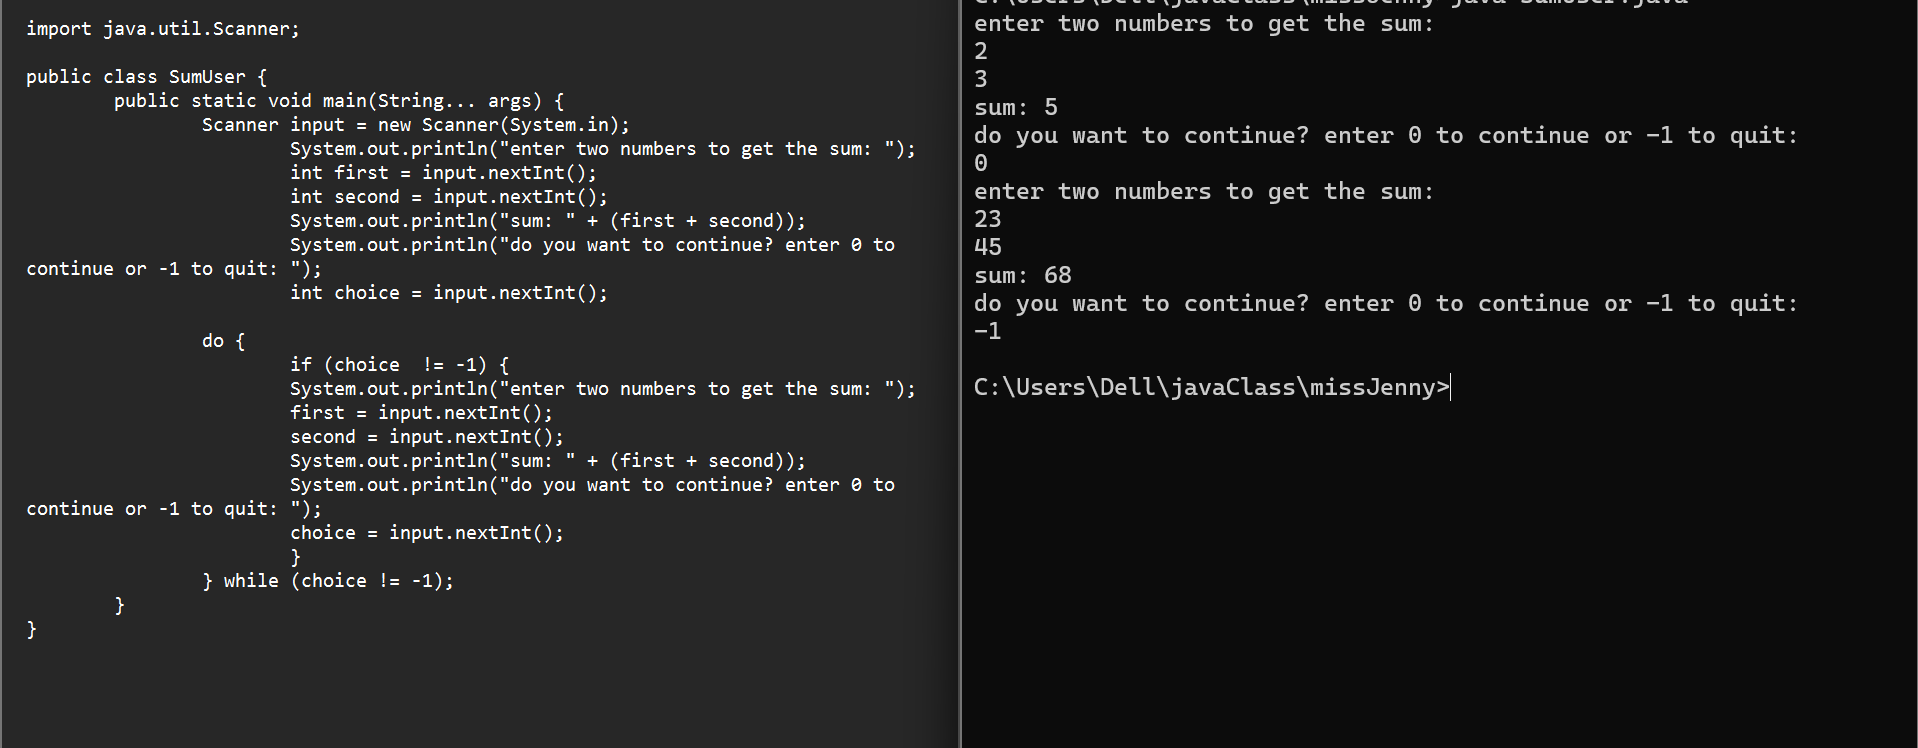 import java.util.Scanner;

public class SumUser {
        public static void main(String... args) {
                Scanner input = new Scanner(System.in);
                        System.out.println("enter two numbers to get the sum: ");
                        int first = input.nextInt();
                        int second = input.nextInt();
                        System.out.println("sum: " + (first + second));
                        System.out.println("do you want to continue? enter 0 to
continue or -1 to quit: ");
                        int choice = input.nextInt();

                do {
                        if (choice  != -1) {
                        System.out.println("enter two numbers to get the sum: ");
                        first = input.nextInt();
                        second = input.nextInt();
                        System.out.println("sum: " + (first + second));
                        System.out.println("do you want to continue? enter 0 to
continue or -1 to quit: ");
                        choice = input.nextInt();
                        }
                } while (choice != -1);
        }
}
C:\Users\Dell\javaClass\missJenny>java SumUser.java
enter two numbers to get the sum:
2
3
sum: 5
do you want to continue? enter 0 to continue or -1 to quit:
0
enter two numbers to get the sum:
23
45
sum: 68
do you want to continue? enter 0 to continue or -1 to quit:
-1

C:\Users\Dell\javaClass\missJenny>